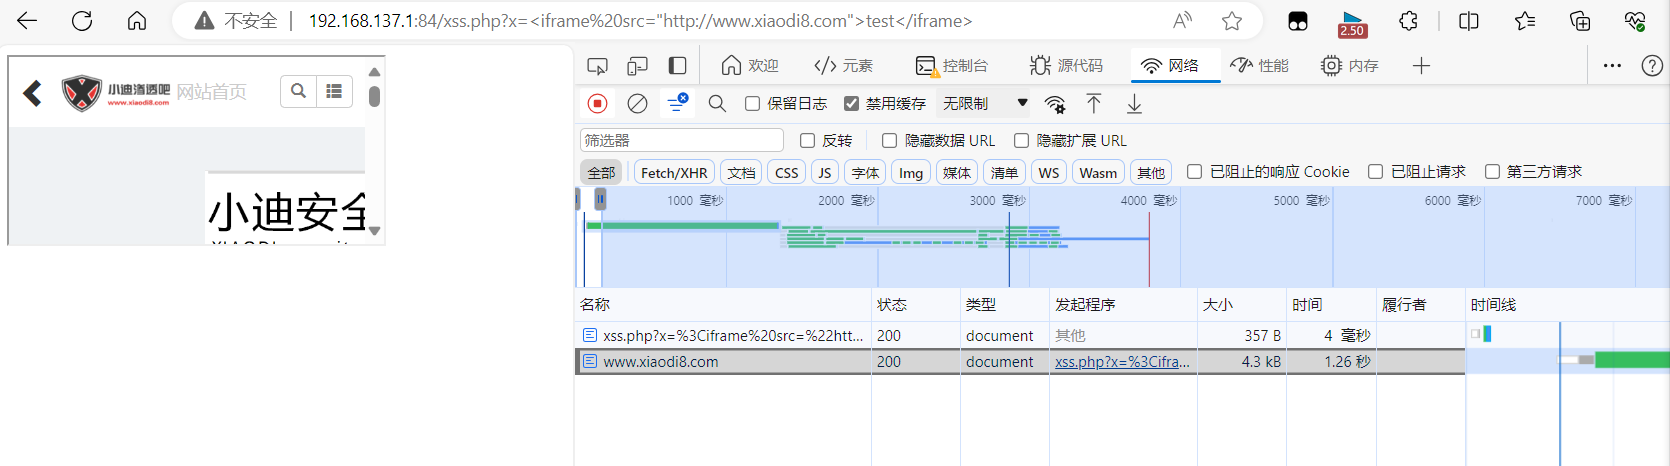 不安全 192.168.137.1:84/xss.php?x=<iframe%20src="http://www.xiaodi8.com">test</iframe>
2.50
小迪渗透吧
www.xiaodi8.com
网站首页
小迪安全
欢迎 元素 控制台 源代码 网络 性能 内存
保留日志 禁用缓存 无限制
筛选器 反转 隐藏数据 URL 隐藏扩展 URL
全部 Fetch/XHR 文档 CSS JS 字体 Img 媒体 清单 WS Wasm 其他 已阻止的响应 Cookie 已阻止请求 第三方请求
1000 毫秒 2000 毫秒 3000 毫秒 4000 毫秒 5000 毫秒 6000 毫秒 7000 毫秒
名称 状态 类型 发起程序 大小 时间 履行者 时间线
xss.php?x=%3Ciframe%20src=%22htt... 200 document 其他 357 B 4 毫秒
www.xiaodi8.com 200 document xss.php?x=%3Cifra... 4.3 kB 1.26 秒